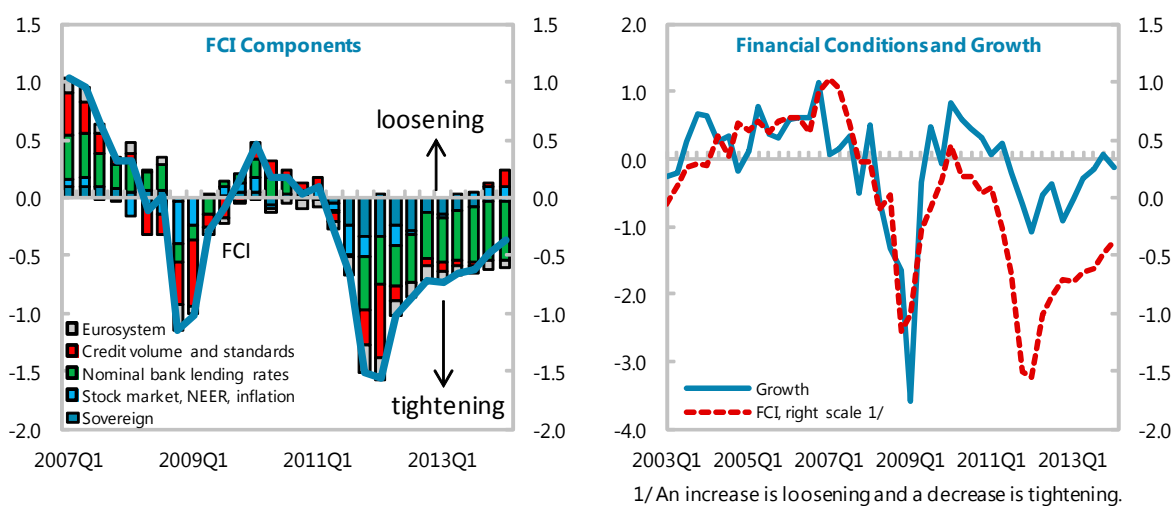 FCI Components
1.5
1.0
0.5
0.0
-0.5
-1.0
-1.5
-2.0
1.5
1.0
0.5
0.0
-0.5
-1.0
-1.5
-2.0
loosening
FCI
tightening
Eurosystem
Credit volume and standards
Nominal bank lending rates
Stock market, NEER, inflation
Sovereign
2007Q1 2009Q1 2011Q1 2013Q1
Financial Conditions and Growth
2.0
1.0
0.0
-1.0
-2.0
-3.0
-4.0
1.5
1.0
0.5
0.0
-0.5
-1.0
-1.5
-2.0
Growth
FCI, right scale 1/
2003Q1 2005Q1 2007Q1 2009Q1 2011Q1 2013Q1
1/ An increase is loosening and a decrease is tightening.